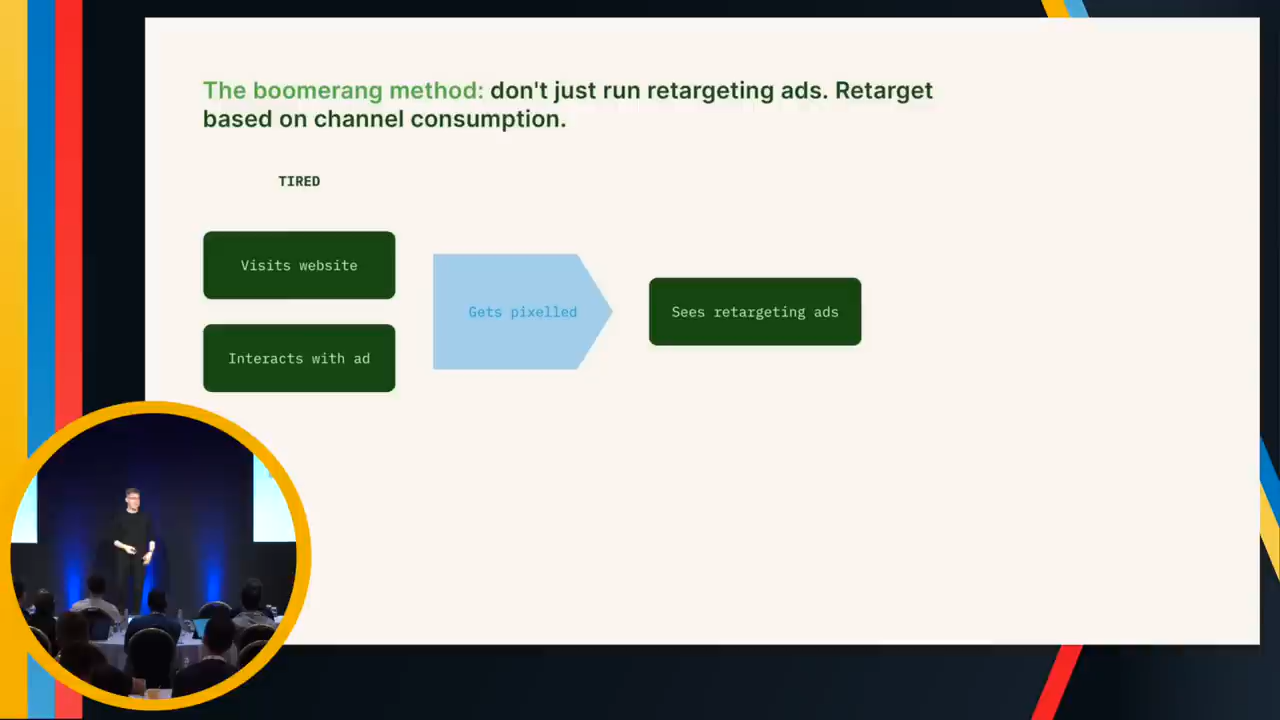 The boomerang method: don't just run retargeting ads. Retarget
based on channel consumption.
TIRED
Visits website
Interacts with ad
Gets pixelled
Sees retargeting ads